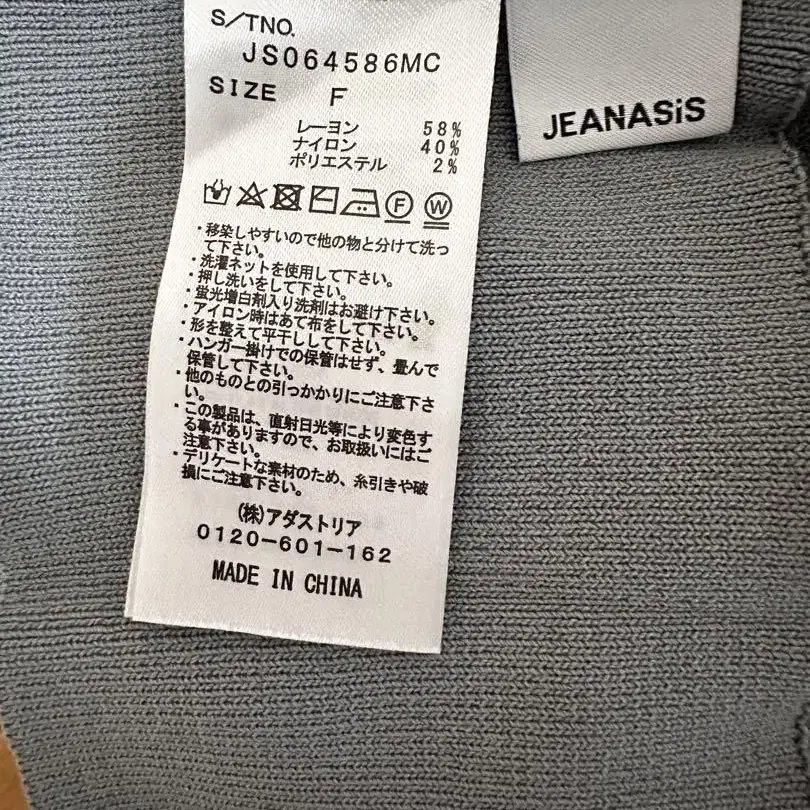 S/TNO.
JS064586MC
SIZE F
レーヨン 58%
ナイロン 40%
ポリエステル 2%
F W
・移染しやすいので他の物と分けて洗っ
て下さい。
・洗濯ネットを使用して下さい。
・押し洗いをして下さい。
・蛍光増白剤入り洗剤はお避け下さい。
・アイロン時はあて布をして下さい。
・形を整えて平干しして下さい。
・ハンガー掛けでの保管はせず、畳んで
保管して下さい。
・他のものとの引っかかりにご注意下さ
い。
・この製品は、直射日光等により変色す
る事がありますので、お取扱いにはご
注意下さい。
・デリケートな素材のため、糸引きや破
損にご注意下さい。
(株)アダストリア
0120-601-162
MADE IN CHINA
JEANASiS